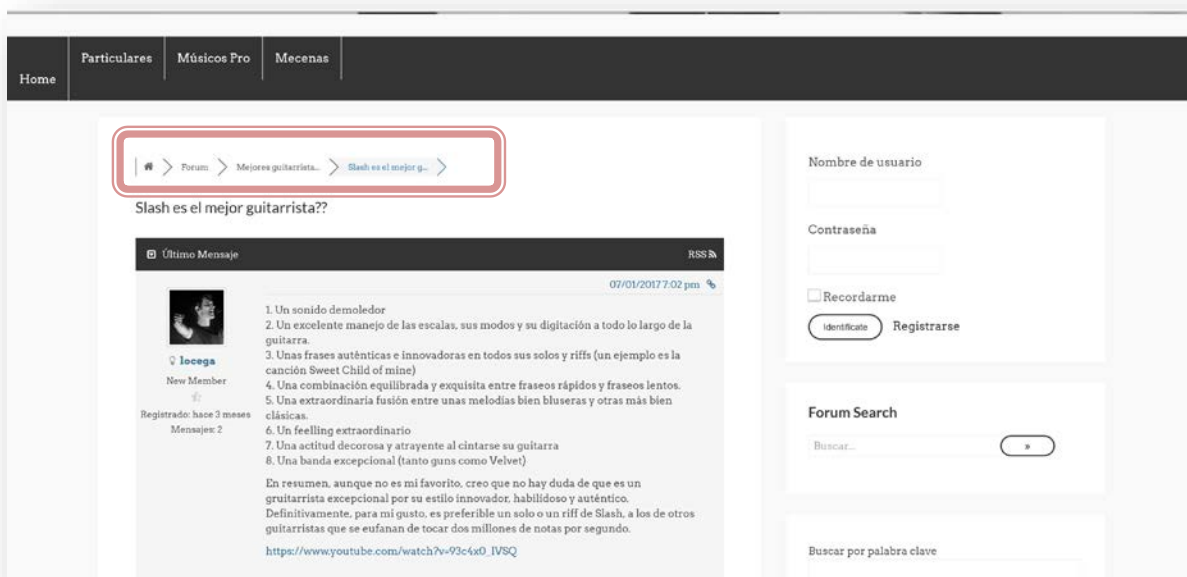 Home
Particulares
Músicos Pro
Mecenas
Forum
Mejores guitarrista...
Slash es el mejor g...
Slash es el mejor guitarrista??
Último Mensaje
RSS
07/01/2017 7:02 pm
locega
New Member
Registrado: hace 3 meses
Mensajes: 2
1. Un sonido demoledor
2. Un excelente manejo de las escalas, sus modos y su digitación a todo lo largo de la
guitarra.
3. Unas frases auténticas e innovadoras en todos sus solos y riffs (un ejemplo es la
canción Sweet Child of mine)
4. Una combinación equilibrada y exquisita entre fraseos rápidos y fraseos lentos.
5. Una extraordinaria fusión entre unas melodías bien bluseras y otras más bien
clásicas.
6. Un feelling extraordinario
7. Una actitud decorosa y atrayente al cintarse su guitarra
8. Una banda excepcional (tanto guns como Velvet)
En resumen, aunque no es mi favorito, creo que no hay duda de que es un
gruitarrista excepcional por su estilo innovador, habilidoso y auténtico.
Definitivamente, para mi gusto, es preferible un solo o un riff de Slash, a los de otros
guitarristas que se eufanan de tocar dos millones de notas por segundo.
https://www.youtube.com/watch?v=93c4x0_lVSQ
Nombre de usuario
Contraseña
Recordarme
Identifícate
Registrarse
Forum Search
Buscar...
»
Buscar por palabra clave